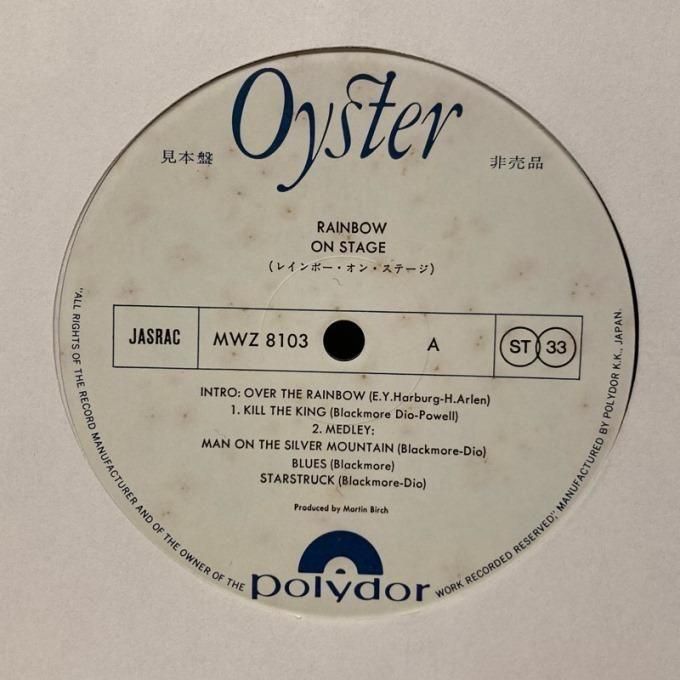 Oyster
見本盤
非売品
RAINBOW
ON STAGE
(レインボー・オン・ステージ)
JASRAC
MWZ 8103
A
ST 33
INTRO: OVER THE RAINBOW (E.Y.Harburg-H.Arlen)
1. KILL THE KING (Blackmore Dio-Powell)
2. MEDLEY:
MAN ON THE SILVER MOUNTAIN (Blackmore-Dio)
BLUES (Blackmore)
STARSTRUCK (Blackmore-Dio)
Produced by Martin Birch
polydor
"ALL RIGHTS OF THE RECORD MANUFACTURER AND OF THE OWNER OF THE WORK RECORDED RESERVED," MANUFACTURED BY POLYDOR K.K., JAPAN.